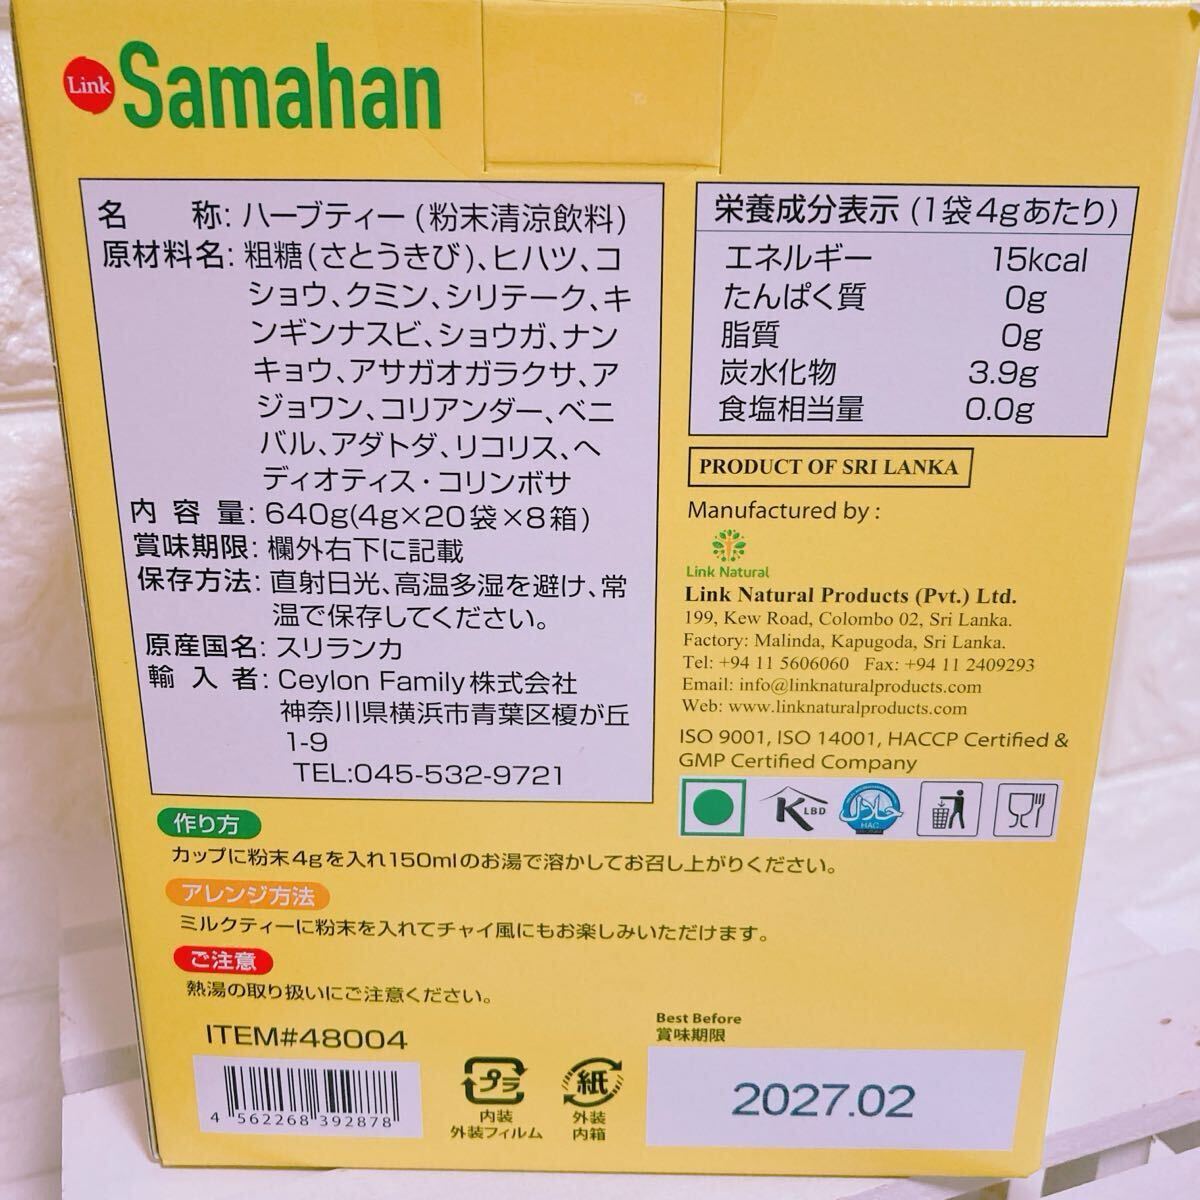 Link
Samahan
名 称: ハーブティー (粉末清涼飲料)
原材料名: 粗糖(さとうきび)、ヒハツ、コ
ショウ、クミン、シリテーク、キ
ンギンナスビ、ショウガ、ナン
キョウ、アサガオガラクサ、ア
ジョワン、コリアンダー、ベニ
バル、アダトダ、リコリス、ヘ
ディオティス・コリンボサ
内 容 量: 640g(4g×20袋×8箱)
賞味期限: 欄外右下に記載
保存方法: 直射日光、高温多湿を避け、常
温で保存してください。
原産国名: スリランカ
輸 入 者: Ceylon Family株式会社
神奈川県横浜市青葉区榎が丘
1-9
TEL:045-532-9721
栄養成分表示 (1袋4gあたり)
エネルギー 15kcal
たんぱく質 0g
脂質 0g
炭水化物 3.9g
食塩相当量 0.0g
PRODUCT OF SRI LANKA
Manufactured by :
Link Natural
Link Natural Products (Pvt.) Ltd.
199, Kew Road, Colombo 02, Sri Lanka.
Factory: Malinda, Kapugoda, Sri Lanka.
Tel: +94 11 5606060 Fax: +94 11 2409293
Email: info@linknaturalproducts.com
Web: www.linknaturalproducts.com
ISO 9001, ISO 14001, HACCP Certified &
GMP Certified Company
K LBD
حلال
HAC
作り方
カップに粉末4gを入れ150mlのお湯で溶かしてお召し上がりください。
アレンジ方法
ミルクティーに粉末を入れてチャイ風にもお楽しみいただけます。
ご注意
熱湯の取り扱いにご注意ください。
ITEM#48004
4 562268 392878
プラ
内装
外装フィルム
紙
外装
内箱
Best Before
賞味期限
2027.02